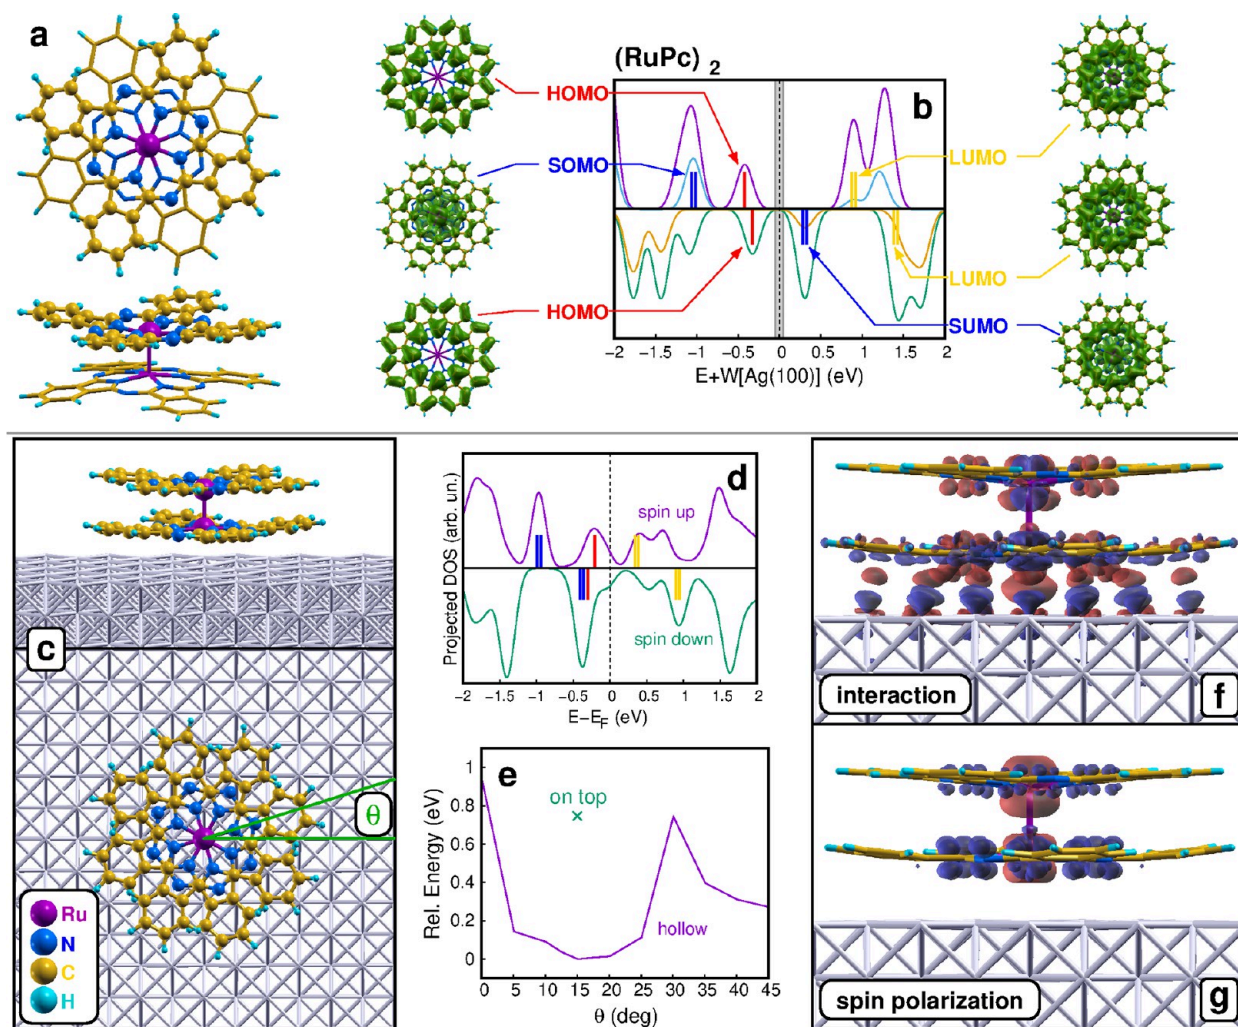 a
(RuPc) 2
b
HOMO
SOMO
HOMO
LUMO
LUMO
SUMO
−2 −1.5 −1 −0.5 0 0.5 1 1.5 2
E+W[Ag(100)] (eV)
c
θ
Ru
N
C
H
d
spin up
spin down
Projected DOS (arb. un.)
−2 −1.5 −1 −0.5 0 0.5 1 1.5 2
E−EF (eV)
e
on top
hollow
Rel. Energy (eV)
1
0.8
0.6
0.4
0.2
0
0 5 10 15 20 25 30 35 40 45
θ (deg)
interaction
f
spin polarization
g